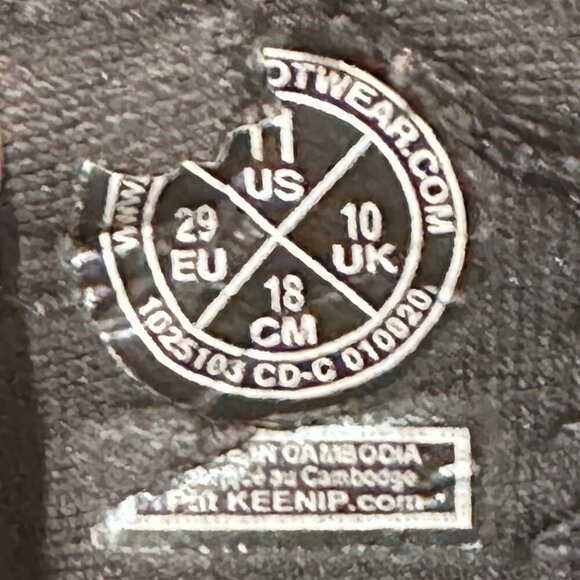 OTWEAR.COM
11
US
29
EU
10
UK
18
CM
1025103 CD-C 010020
IN CAMBODIA
au Cambodge
Pat KEENIP.com